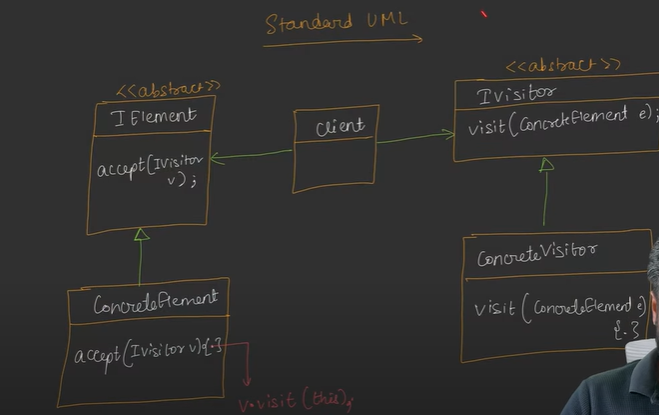 Standard UML
<<abstract>>
IElement
accept(IVisitor
v);
Client
<<abstract>>
IVisitor
visit(ConcreteElement e);
ConcreteElement
accept(IVisitor v){.}
v.visit(this);
ConcreteVisitor
visit(ConcreteElement e)
{.}